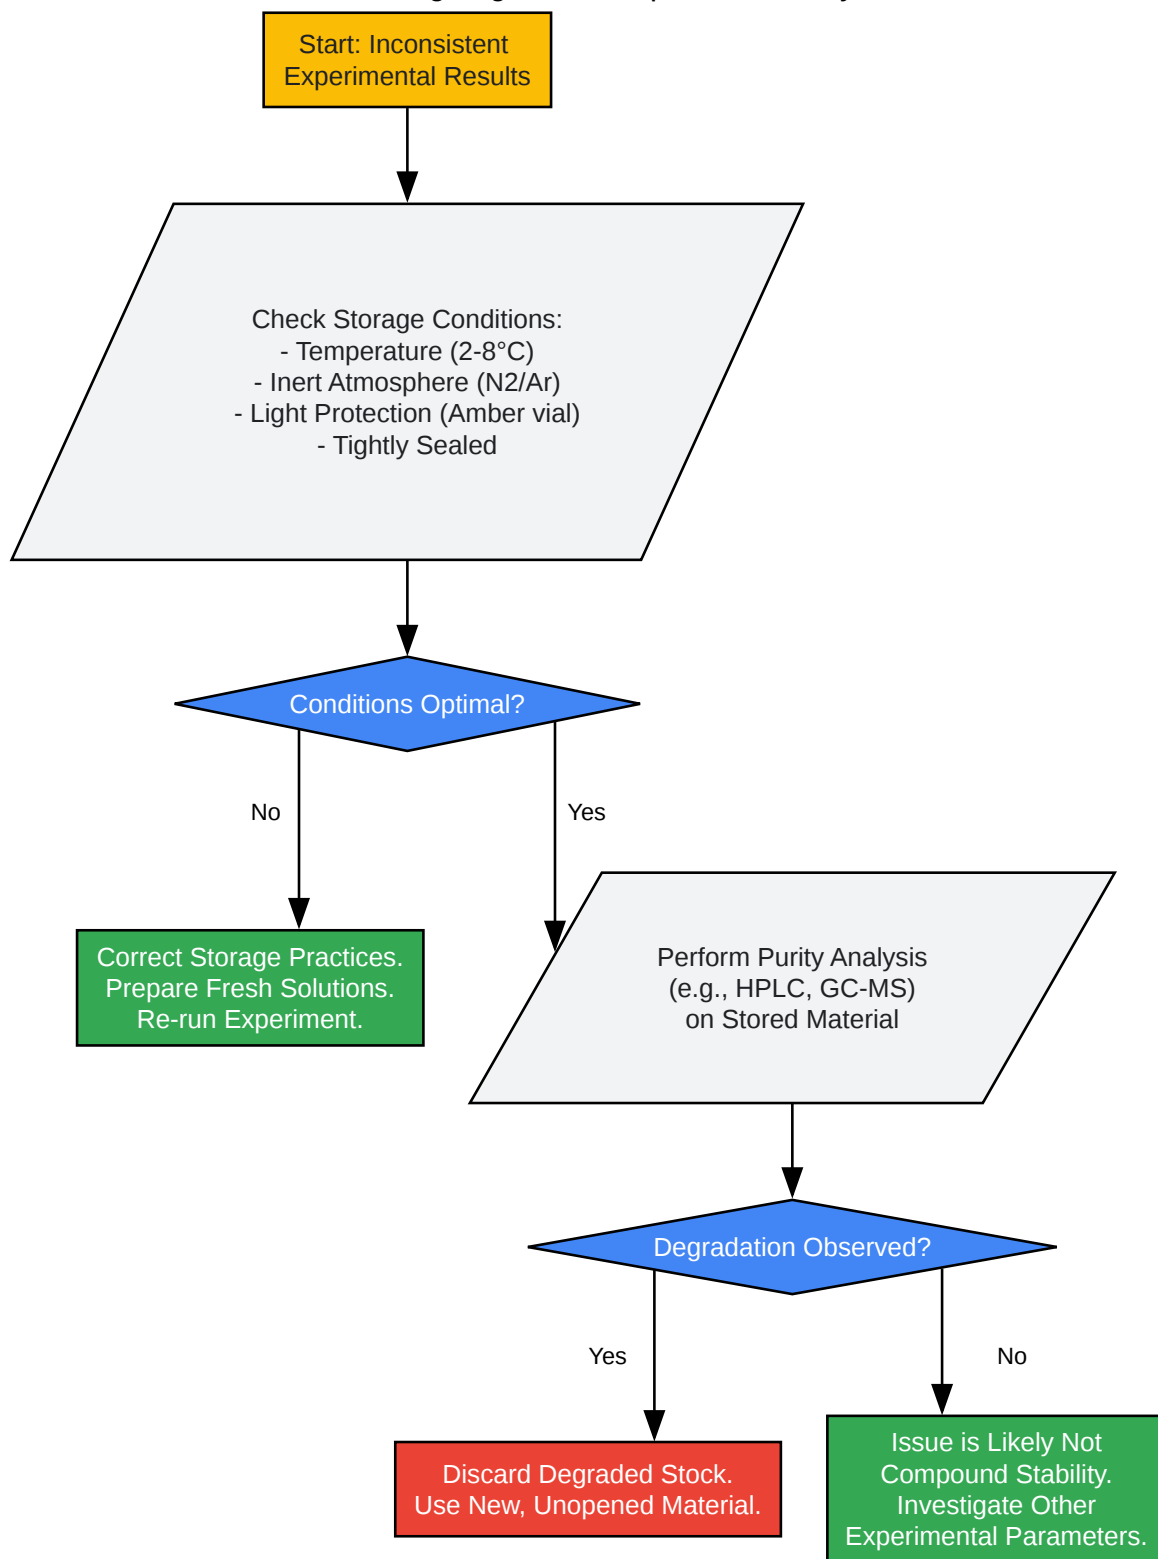 Start: Inconsistent
Experimental Results
Check Storage Conditions:
- Temperature (2-8°C)
- Inert Atmosphere (N2/Ar)
- Light Protection (Amber vial)
- Tightly Sealed
Conditions Optimal?
No
Yes
Correct Storage Practices.
Prepare Fresh Solutions.
Re-run Experiment.
Perform Purity Analysis
(e.g., HPLC, GC-MS)
on Stored Material
Degradation Observed?
Yes
No
Discard Degraded Stock.
Use New, Unopened Material.
Issue is Likely Not
Compound Stability.
Investigate Other
Experimental Parameters.